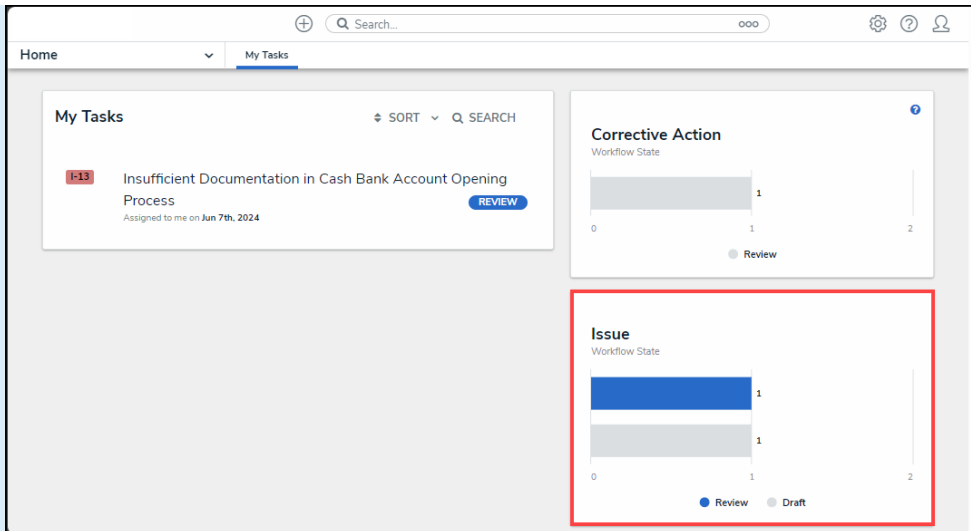 Search...
ooo
Home
My Tasks
My Tasks
SORT
SEARCH
I-13
Insufficient Documentation in Cash Bank Account Opening
Process
REVIEW
Assigned to me on Jun 7th, 2024
?
Corrective Action
Workflow State
1
0 1 2
Review
Issue
Workflow State
1
1
0 1 2
Review Draft